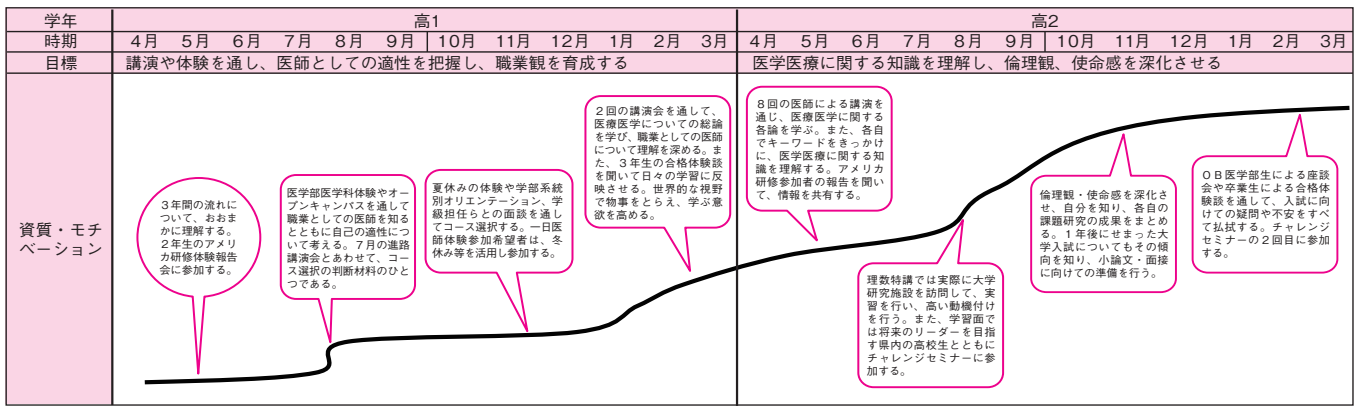 学年 高1 高2
時期 4月 5月 6月 7月 8月 9月 10月 11月 12月 1月 2月 3月 4月 5月 6月 7月 8月 9月 10月 11月 12月 1月 2月 3月
目標 講演や体験を通し、医師としての適性を把握し、職業観を育成する 医学医療に関する知識を理解し、倫理観、使命感を深化させる
資質・モチ
ベーション
3年間の流れに
ついて、おおま
かに理解する。
2年生のアメリ
カ研修体験報告
会に参加する。
医学部医学科体験やオー
プンキャンパスを通して
職業としての医師を知る
とともに自己の適性につ
いて考える。7月の進路
講演会とあわせて、コー
ス選択の判断材料のひと
つである。
夏休みの体験や学部系統
別オリエンテーション、学
級担任らとの面談を通し
てコース選択する。一日医
師体験参加希望者は、冬
休み等を活用し参加する。
2回の講演会を通して、
医療医学についての総論
を学び、職業としての医師
について理解を深める。ま
た、3年生の合格体験談
を聞いて日々の学習に反
映させる。世界的な視野
で物事をとらえ、学ぶ意
欲を高める。
8回の医師による講演を
通じ、医療医学に関する
各論を学ぶ。また、各自
でキーワードをきっかけ
に、医学医療に関する知
識を理解する。アメリカ
研修参加者の報告を聞い
て、情報を共有する。
理数特講では実際に大学
研究施設を訪問して、実
習を行い、高い動機付け
を行う。また、学習面で
は将来のリーダーを目指
す県内の高校生とともに
チャレンジセミナーに参
加する。
倫理観・使命感を深化さ
せ、自分を知り、各自の
課題研究の成果をまとめ
る。1年後にせまった大
学入試についてもその傾
向を知り、小論文・面接
に向けての準備を行う。
OB医学部生による座談
会や卒業生による合格体
験談を通して、入試に向
けての疑問や不安をすべ
て払拭する。チャレンジ
セミナーの2回目に参加
する。